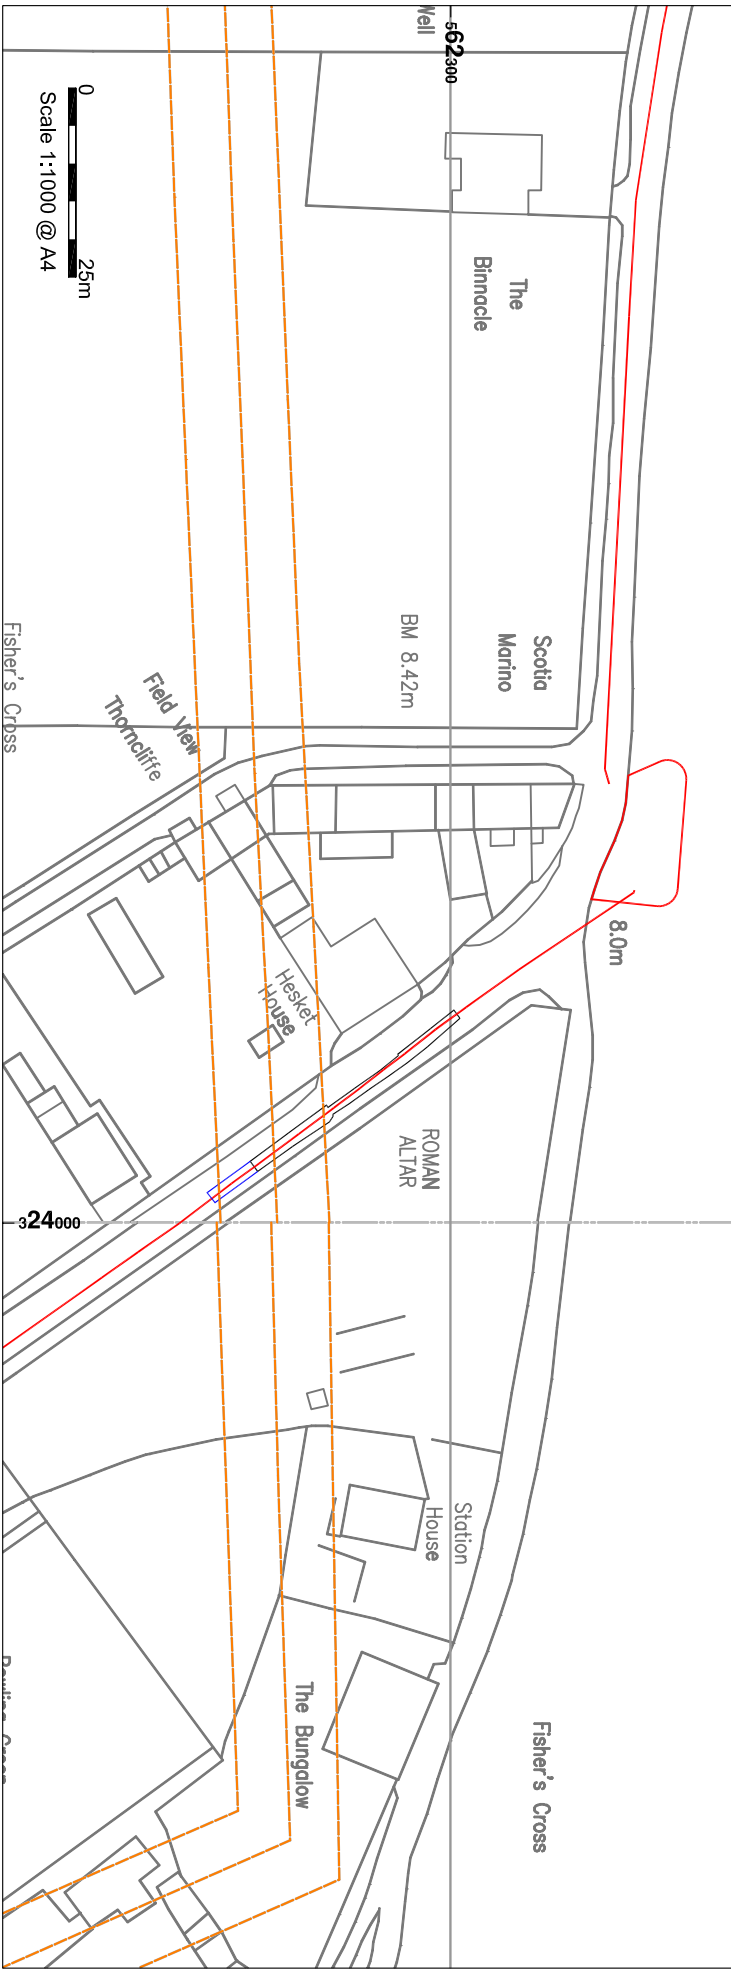 Well
562300
0 25m
Scale 1:1000 @ A4
The
Binnacle
Scotia
Marino
BM 8.42m
Field View
Thorncliffe
Fisher's Cross
8.0m
Hesket
House
ROMAN
ALTAR
324000
Station
House
The Bungalow
Fisher's Cross